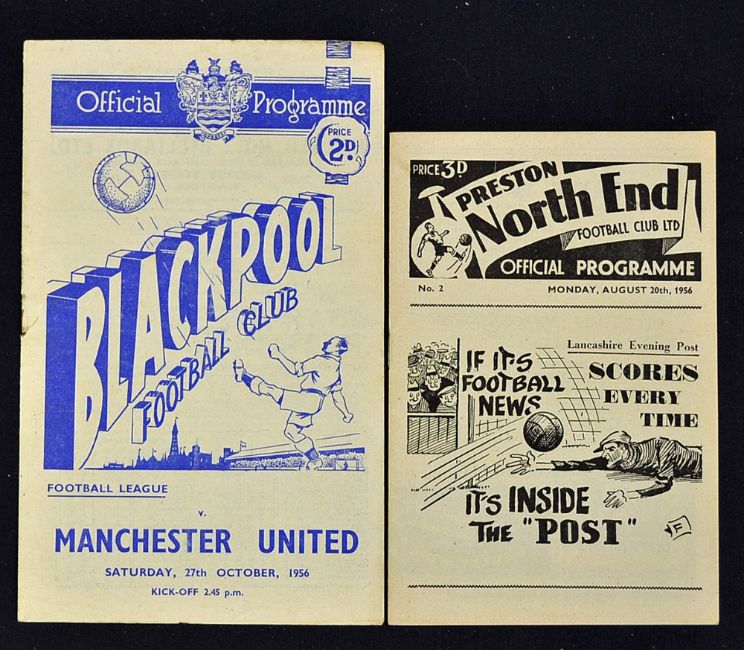 Official Programme
PRICE
2D.
BLACKPOOL
FOOTBALL CLUB
FOOTBALL LEAGUE
v.
MANCHESTER UNITED
SATURDAY, 27th OCTOBER, 1956
KICK-OFF 2.45 p.m.
PRICE 3D
PRESTON
North End
FOOTBALL CLUB LTD
OFFICIAL PROGRAMME
No. 2 MONDAY, AUGUST 20th, 1956
Lancashire Evening Post
IF IT'S
FOOTBALL
NEWS
SCORES
EVERY
TIME
IT'S INSIDE
THE "POST"
F